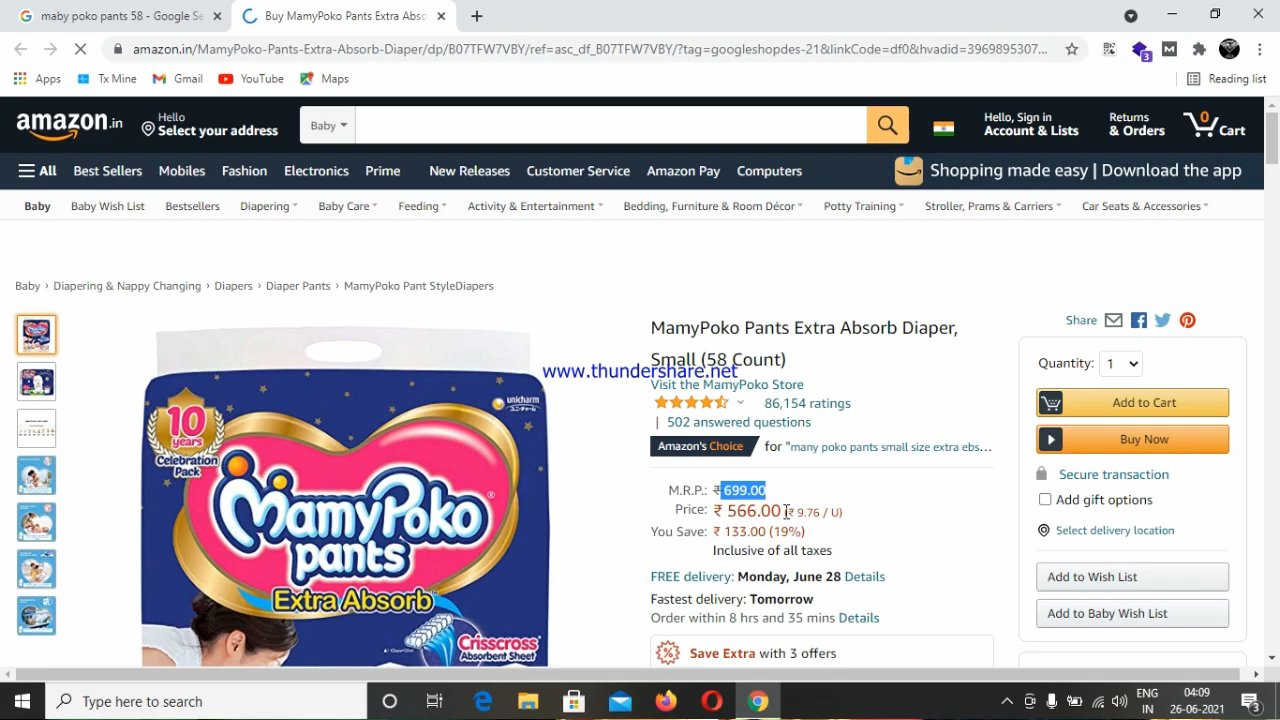 maby poko pants 58 - Google Se
Buy MamyPoko Pants Extra Abso
amazon.in/MamyPoko-Pants-Extra-Absorb-Diaper/dp/B07TFW7VBY/ref=asc_df_B07TFW7VBY/?tag=googleshopdes-21&linkCode=df0&hvadid=3969895307...
3
Apps Tx Mine Gmail YouTube Maps Reading list
amazon.in
Hello
Select your address
Baby
Hello, Sign in
Account & Lists
Returns
& Orders
0
Cart
All Best Sellers Mobiles Fashion Electronics Prime New Releases Customer Service Amazon Pay Computers Shopping made easy | Download the app
Baby Baby Wish List Bestsellers Diapering Baby Care Feeding Activity & Entertainment Bedding, Furniture & Room Décor Potty Training Stroller, Prams & Carriers Car Seats & Accessories
Baby › Diapering & Nappy Changing › Diapers › Diaper Pants › MamyPoko Pant StyleDiapers
10
years
Celebration
Pack
unicharm
ユニ・チャーム
MamyPoko
pants
Extra Absorb
Crisscross
Absorbent Sheet
www.thundershare.net
MamyPoko Pants Extra Absorb Diaper,
Small (58 Count)
Visit the MamyPoko Store
86,154 ratings
| 502 answered questions
Amazon's Choice for "many poko pants small size extra ebs...
M.R.P.: ₹ 699.00
Price: ₹ 566.00 (₹ 9.76 / U)
You Save: ₹ 133.00 (19%)
Inclusive of all taxes
FREE delivery: Monday, June 28 Details
Fastest delivery: Tomorrow
Order within 8 hrs and 35 mins Details
Save Extra with 3 offers
Share
Quantity: 1
Add to Cart
Buy Now
Secure transaction
Add gift options
Select delivery location
Add to Wish List
Add to Baby Wish List
Type here to search
ENG
IN
04:09
26-06-2021
3